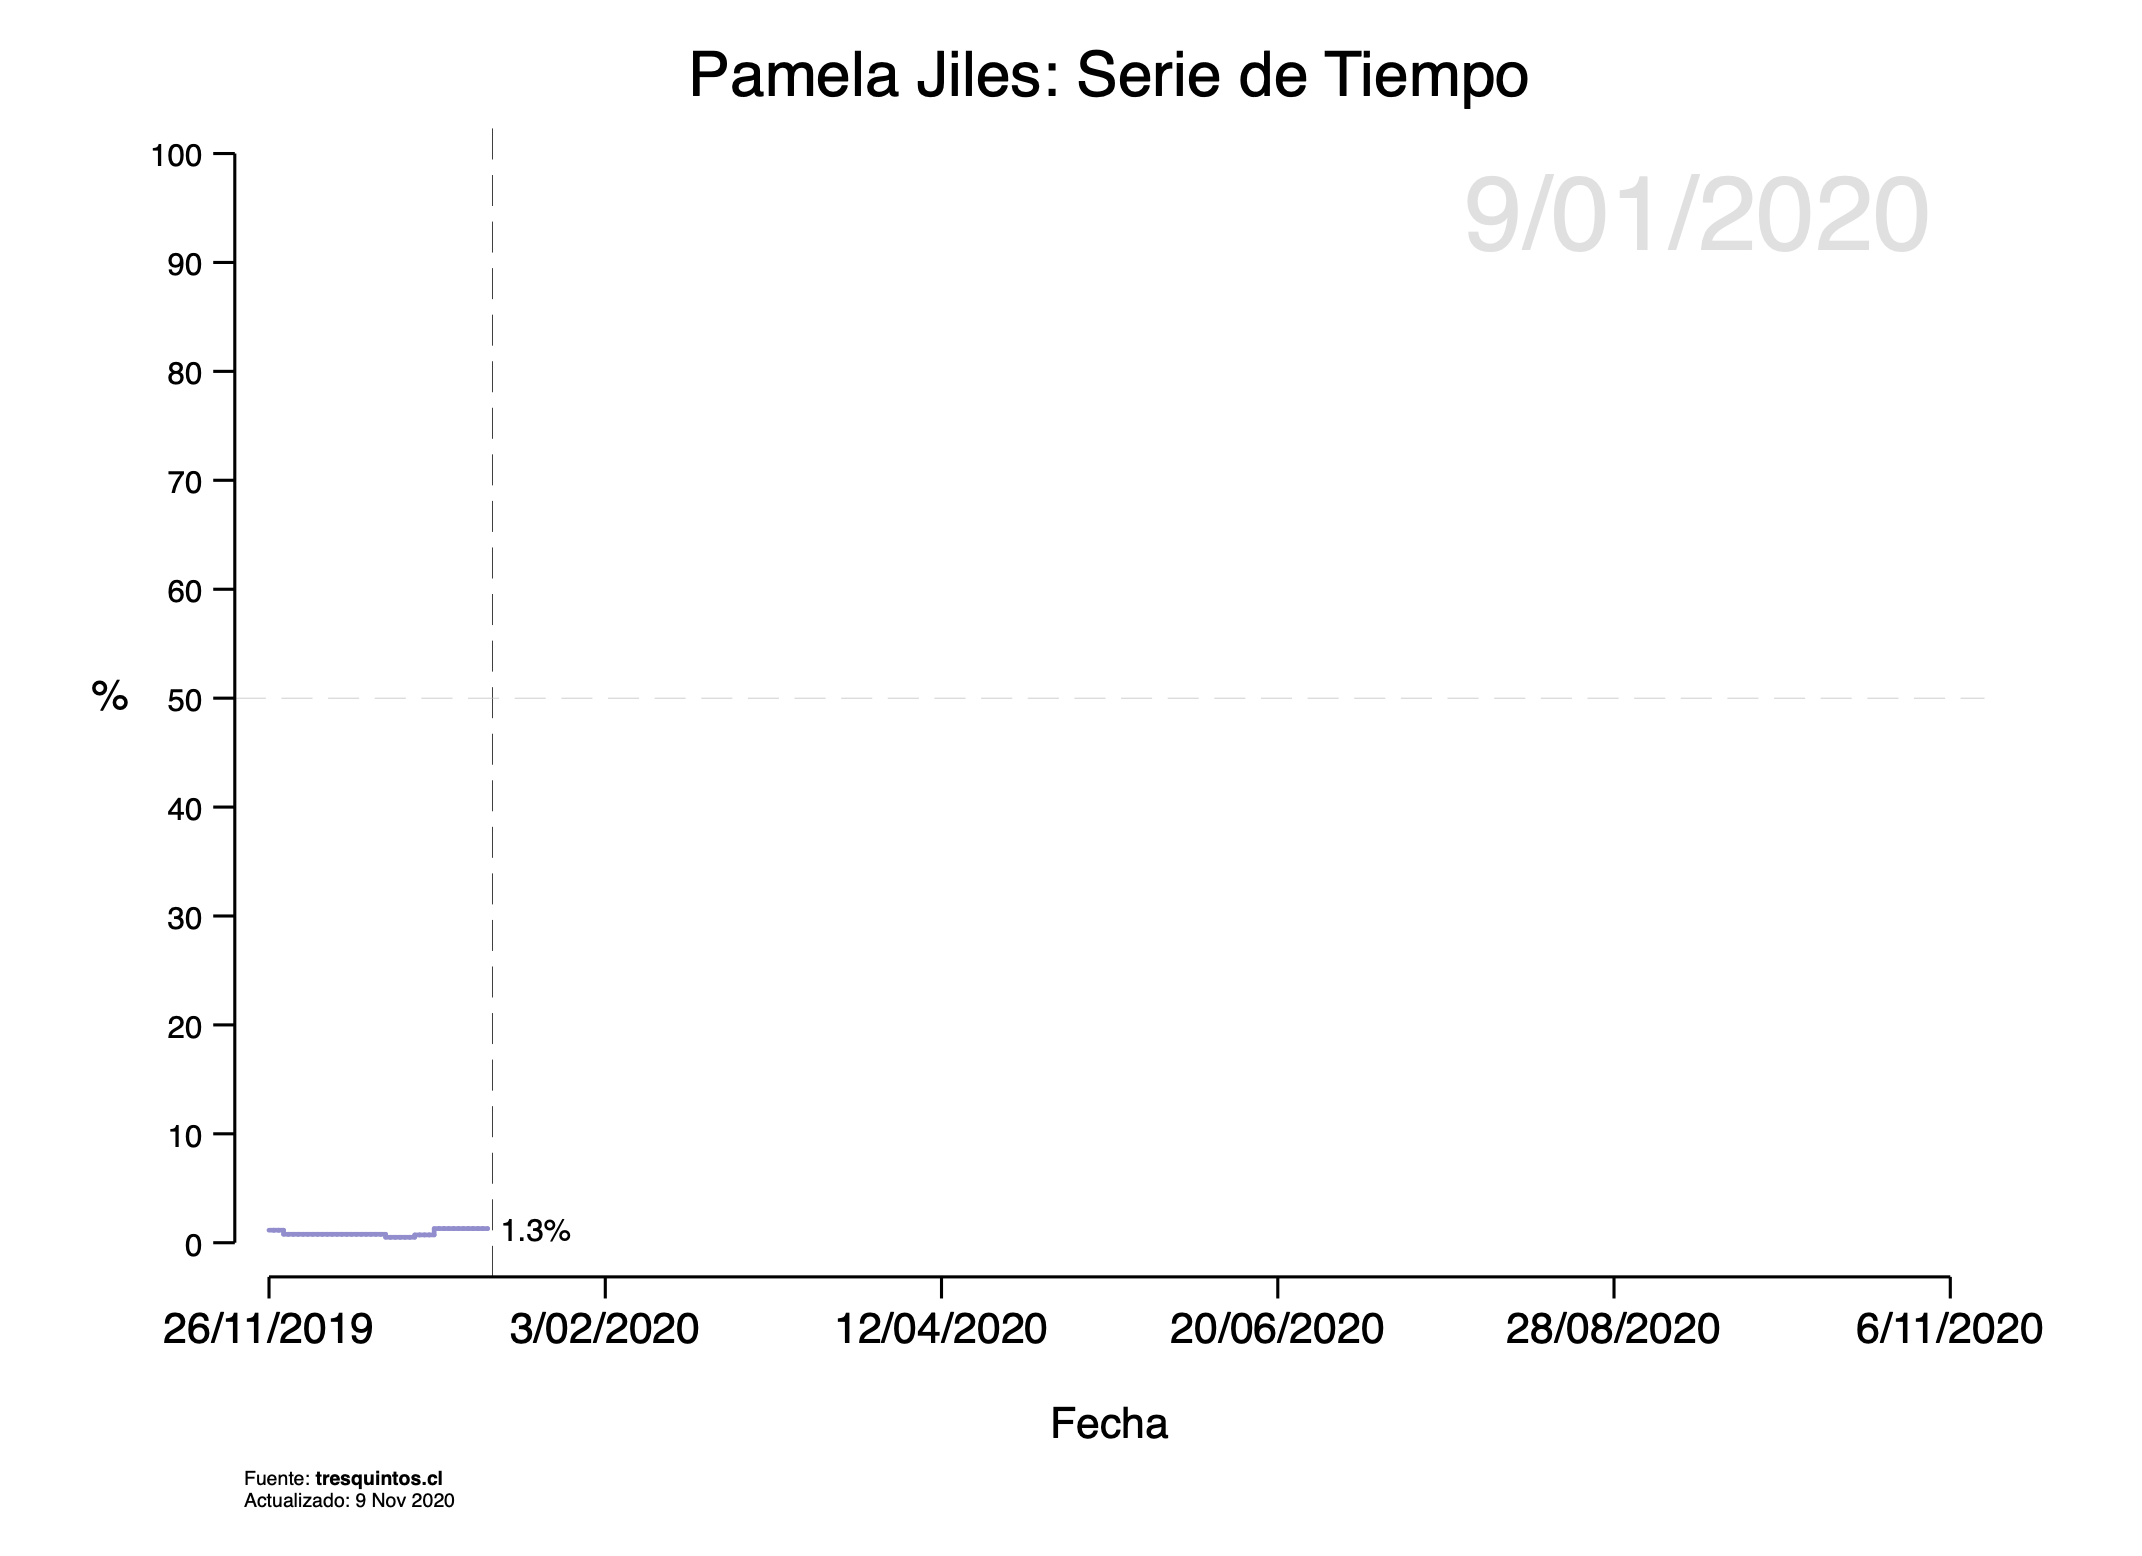 Pamela Jiles: Serie de Tiempo
9/01/2020
100
90
80
70
60
50
40
30
20
10
0
%
1.3%
26/11/2019 3/02/2020 12/04/2020 20/06/2020 28/08/2020 6/11/2020
Fecha
Fuente: tresquintos.cl
Actualizado: 9 Nov 2020